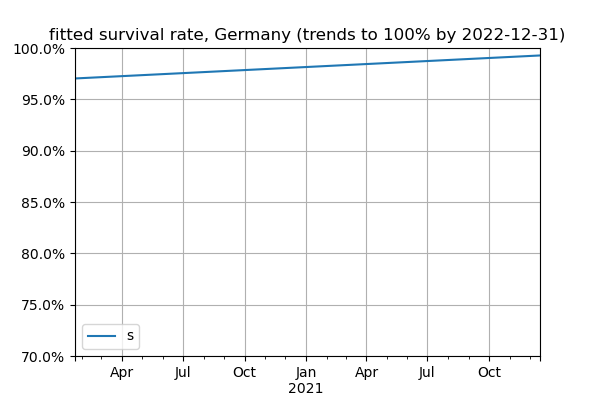 fitted survival rate, Germany (trends to 100% by 2022-12-31)
100.0%
95.0%
90.0%
85.0%
80.0%
75.0%
70.0%
s
Apr Jul Oct Jan Apr Jul Oct
2021